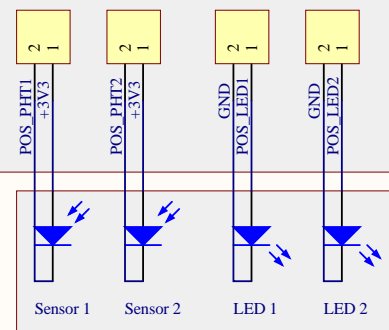 2 1 2 1 2 1 2 1
POS_PHT1 +3V3 POS_PHT2 +3V3 GND POS_LED1 GND POS_LED2
Sensor 1 Sensor 2 LED 1 LED 2